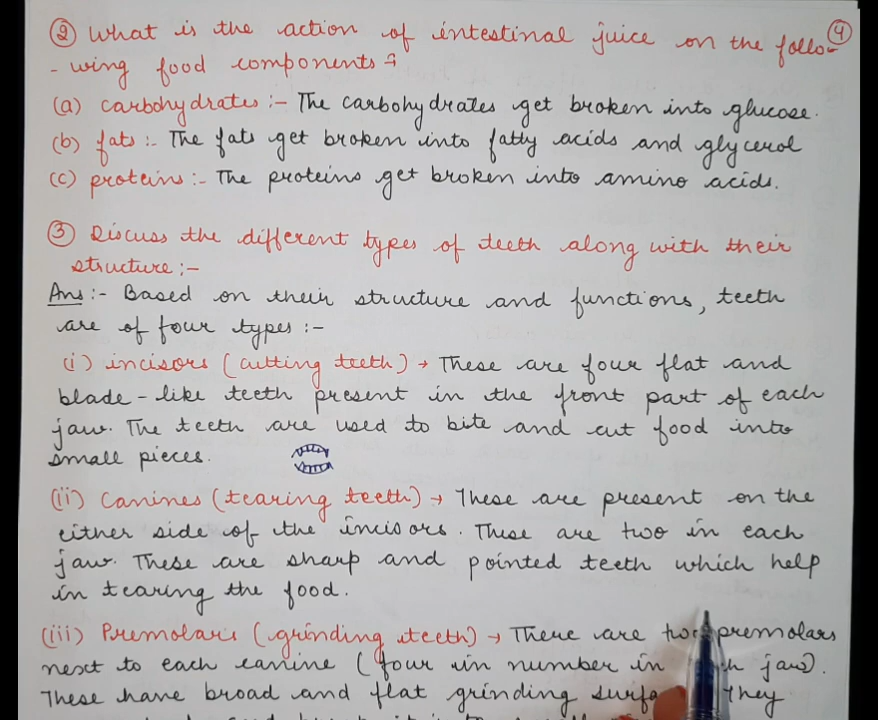 ④
② What is the action of intestinal juice on the follo-
- wing food components :-
(a) carbohydrates :- The carbohydrates get broken into glucose.
(b) fats :- The fats get broken into fatty acids and glycerol
(c) proteins :- The proteins get broken into amino acids.
③ Discuss the different types of teeth along with their
structure :-
Ans :- Based on their structure and functions, teeth
are of four types :-
(i) incisors (cutting teeth) → These are four flat and
blade-like teeth present in the front part of each
jaw. The teeth are used to bite and cut food into
small pieces.
(ii) Canines (tearing teeth) → These are present on the
either side of the incisors. These are two in each
jaw. These are sharp and pointed teeth which help
in tearing the food.
(iii) Premolars (grinding teeth) → There are two premolars
next to each canine (four in number in jaw).
These have broad and flat grinding They